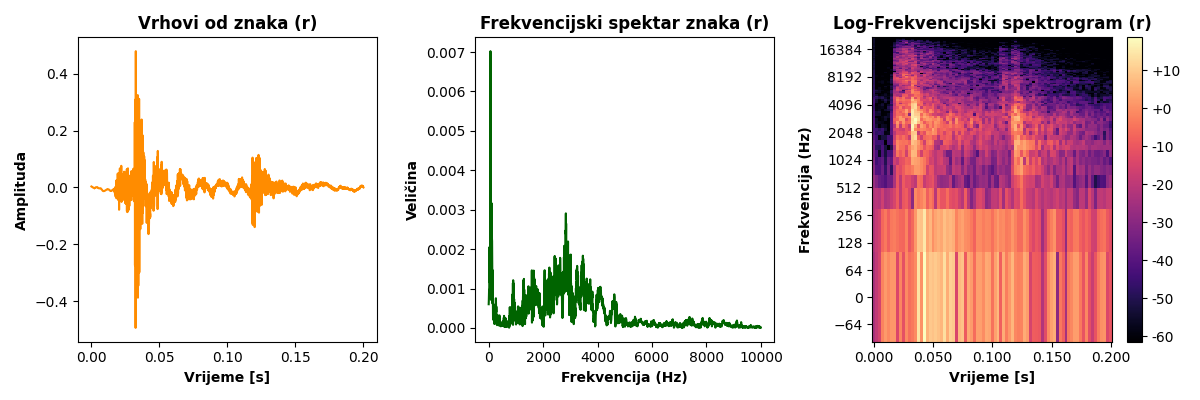 Vrhovi od znaka (r)
Amplituda
0.4
0.2
0.0
−0.2
−0.4
0.00 0.05 0.10 0.15 0.20
Vrijeme [s]
Frekvencijski spektar znaka (r)
Veličina
0.007
0.006
0.005
0.004
0.003
0.002
0.001
0.000
0 2000 4000 6000 8000 10000
Frekvencija (Hz)
Log-Frekvencijski spektrogram (r)
Frekvencija (Hz)
16384
8192
4096
2048
1024
512
256
128
64
0
−64
0.000 0.050 0.100 0.150 0.200
Vrijeme [s]
+10
+0
-10
-20
-30
-40
-50
-60